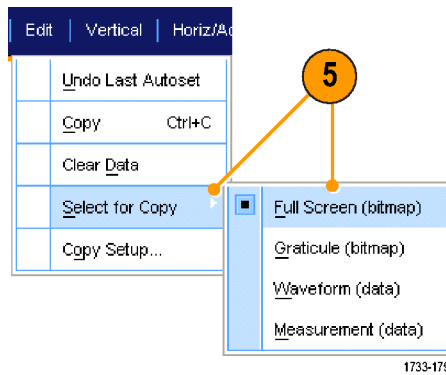 Edit | Vertical | Horiz/Ac
Undo Last Autoset
Copy Ctrl+C
5
Clear Data
Select for Copy
Full Screen (bitmap)
Graticule (bitmap)
Copy Setup...
Waveform (data)
Measurement (data)
1733-179